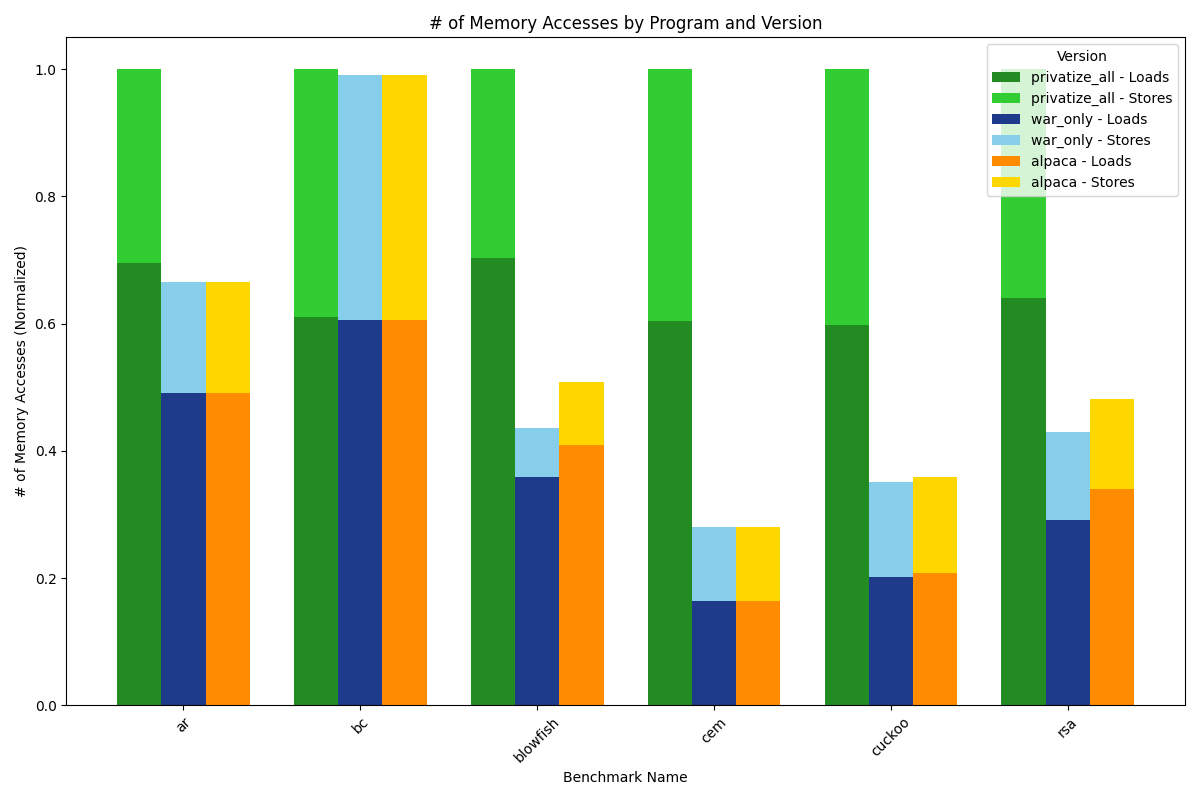 # of Memory Accesses by Program and Version
Version
privatize_all - Loads
privatize_all - Stores
war_only - Loads
war_only - Stores
alpaca - Loads
alpaca - Stores
# of Memory Accesses (Normalized)
1.0
0.8
0.6
0.4
0.2
0.0
ar
bc
blowfish
cem
cuckoo
rsa
Benchmark Name